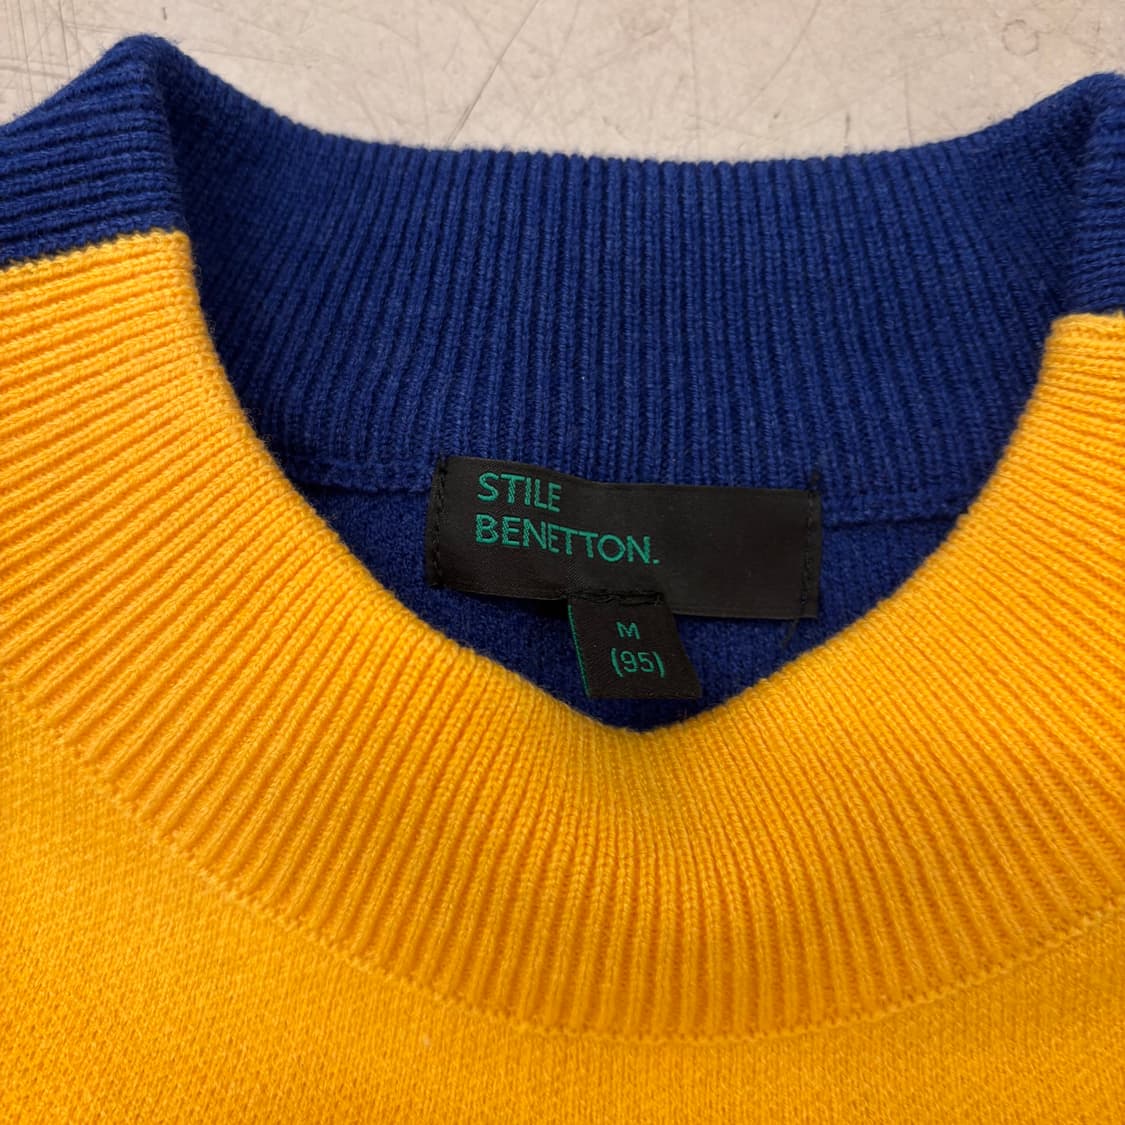 STILE
BENETTON.
M
(95)